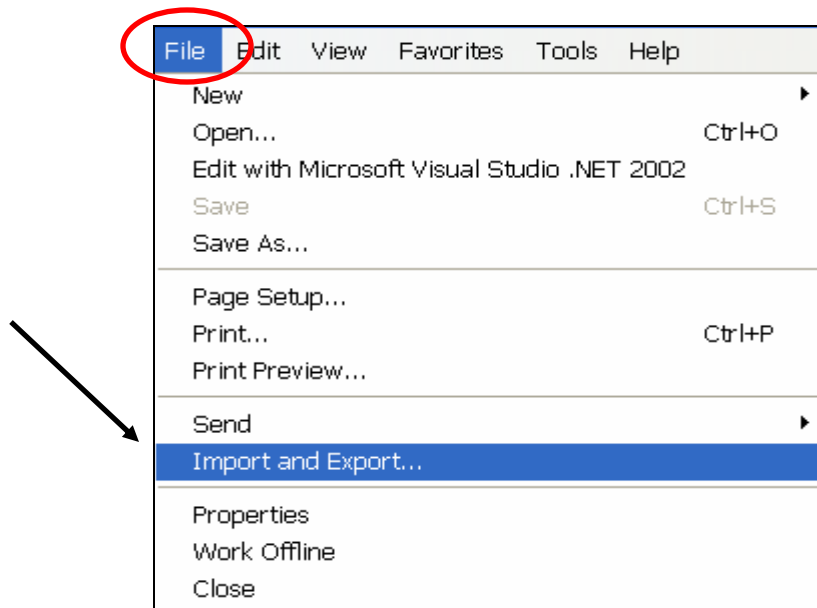 File Edit View Favorites Tools Help
New
Open... Ctrl+O
Edit with Microsoft Visual Studio .NET 2002
Save Ctrl+S
Save As...
Page Setup...
Print... Ctrl+P
Print Preview...
Send
Import and Export...
Properties
Work Offline
Close